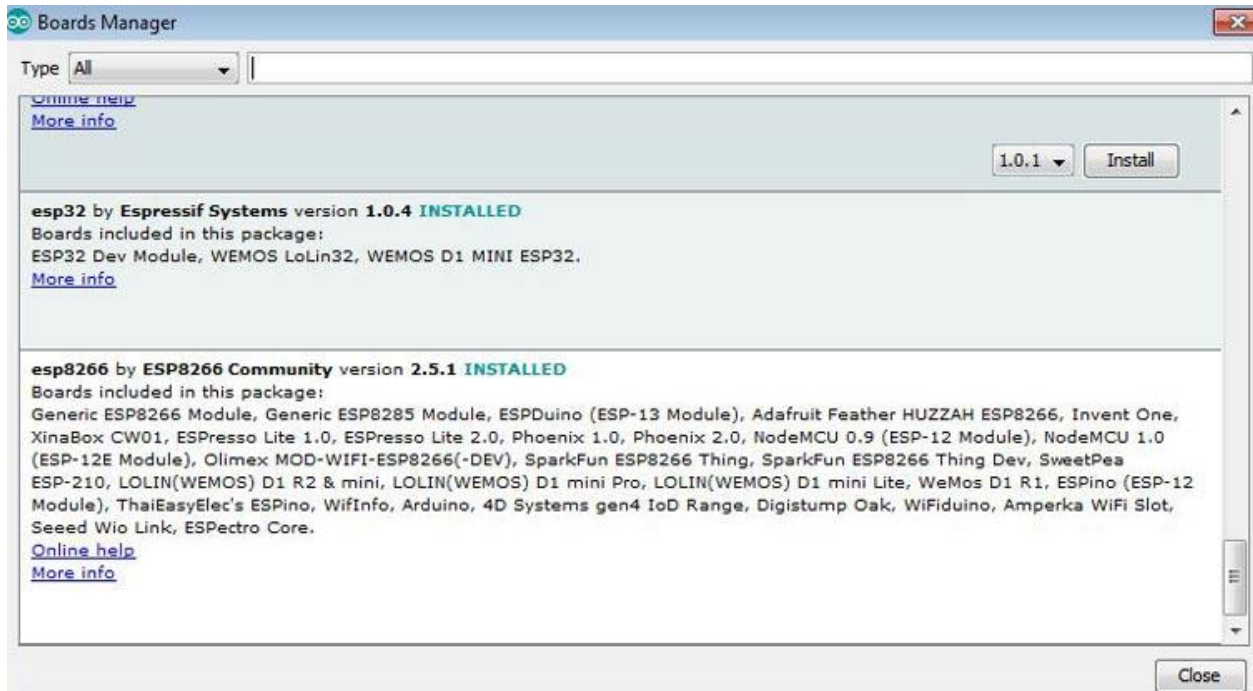 Boards Manager
Type All
Online help
More info
1.0.1 Install
esp32 by Espressif Systems version 1.0.4 INSTALLED
Boards included in this package:
ESP32 Dev Module, WEMOS LoLin32, WEMOS D1 MINI ESP32.
More info
esp8266 by ESP8266 Community version 2.5.1 INSTALLED
Boards included in this package:
Generic ESP8266 Module, Generic ESP8285 Module, ESPDuino (ESP-13 Module), Adafruit Feather HUZZAH ESP8266, Invent One,
XinaBox CW01, ESPresso Lite 1.0, ESPresso Lite 2.0, Phoenix 1.0, Phoenix 2.0, NodeMCU 0.9 (ESP-12 Module), NodeMCU 1.0
(ESP-12E Module), Olimex MOD-WIFI-ESP8266(-DEV), SparkFun ESP8266 Thing, SparkFun ESP8266 Thing Dev, SweetPea
ESP-210, LOLIN(WEMOS) D1 R2 & mini, LOLIN(WEMOS) D1 mini Pro, LOLIN(WEMOS) D1 mini Lite, WeMos D1 R1, ESPino (ESP-12
Module), ThaiEasyElec's ESPino, WifInfo, Arduino, 4D Systems gen4 IoD Range, Digistump Oak, WiFiduino, Amperka WiFi Slot,
Seeed Wio Link, ESPectro Core.
Online help
More info
Close